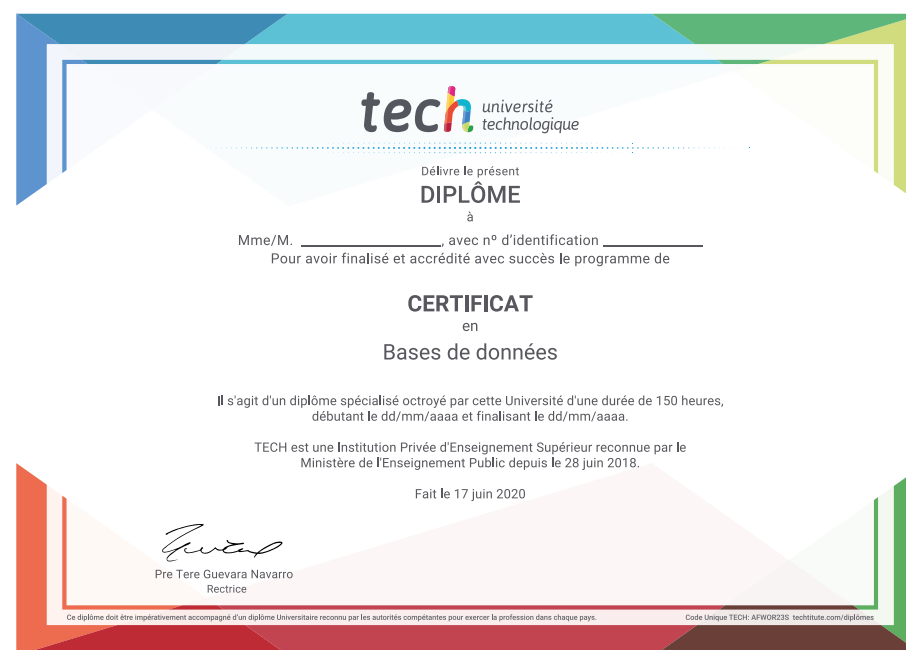 tech université
technologique
Délivre le présent
DIPLÔME
à
Mme/M. ____________________, avec nº d'identification ______________
Pour avoir finalisé et accrédité avec succès le programme de
CERTIFICAT
en
Bases de données
Il s'agit d'un diplôme spécialisé octroyé par cette Université d'une durée de 150 heures,
débutant le dd/mm/aaaa et finalisant le dd/mm/aaaa.
TECH est une Institution Privée d'Enseignement Supérieur reconnue par le
Ministère de l'Enseignement Public depuis le 28 juin 2018.
Fait le 17 juin 2020
Pre Tere Guevara Navarro
Rectrice
Ce diplôme doit être impérativement accompagné d'un diplôme Universitaire reconnu par les autorités compétantes pour exercer la profession dans chaque pays.
Code Unique TECH: AFWOR23S techtitute.com/diplômes